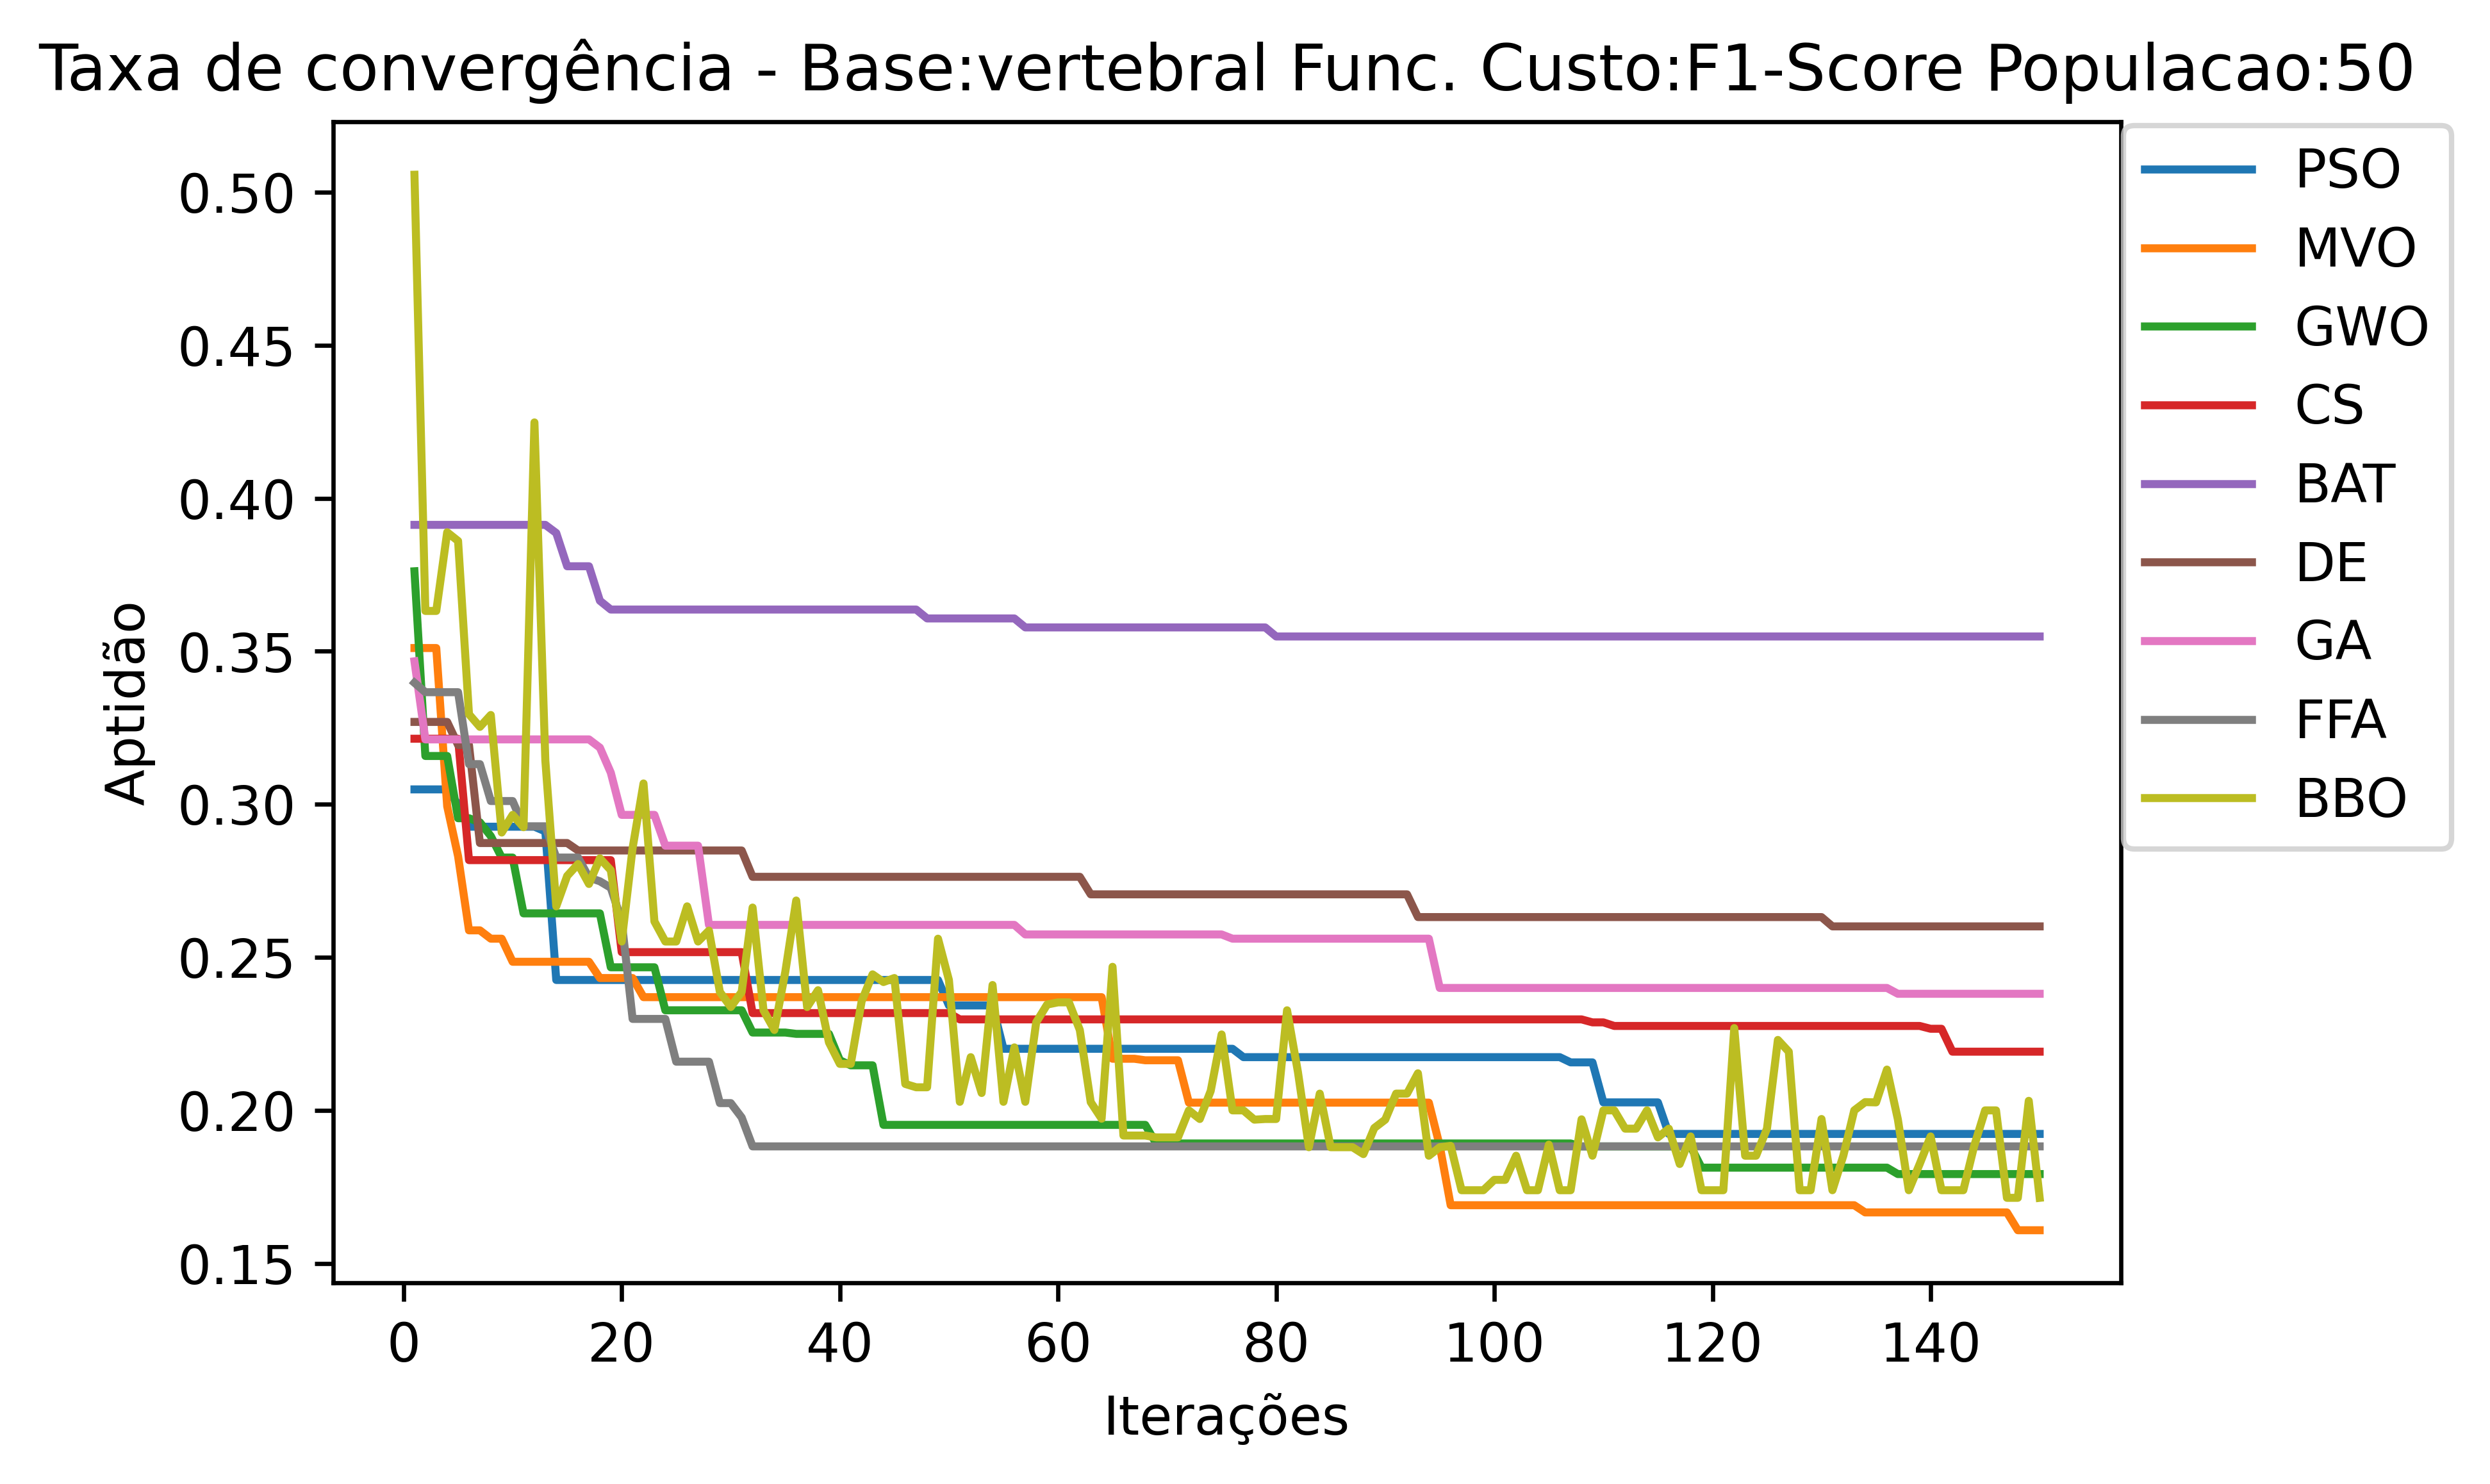 Taxa de convergência - Base:vertebral Func. Custo:F1-Score Populacao:50
0.50
0.45
0.40
0.35
0.30
0.25
0.20
0.15
Aptidão
0 20 40 60 80 100 120 140
Iterações
PSO
MVO
GWO
CS
BAT
DE
GA
FFA
BBO